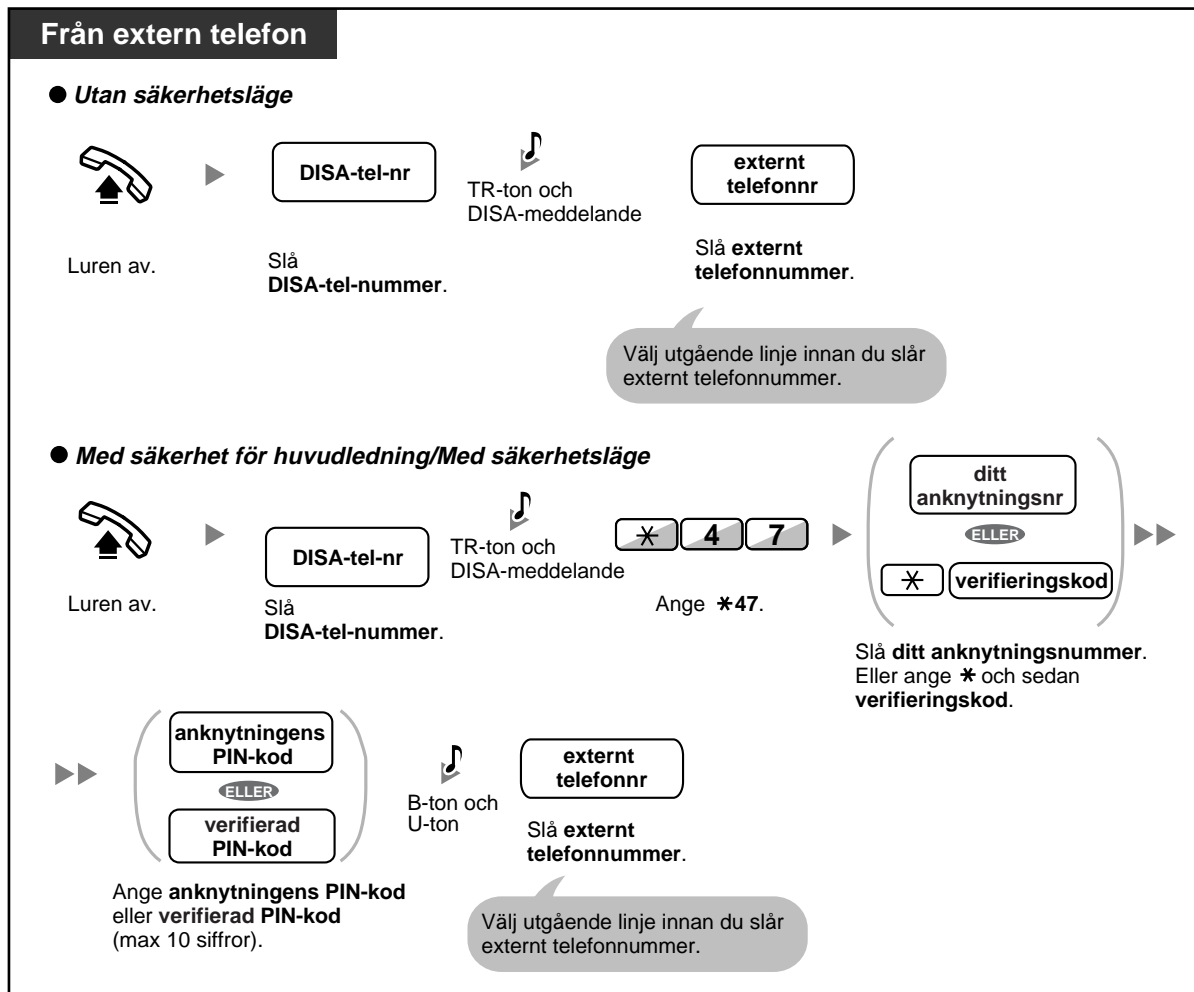 Från extern telefon
● Utan säkerhetsläge
DISA-tel-nr
externt
telefonnr
TR-ton och
DISA-meddelande
Luren av.
Slå
DISA-tel-nummer.
Slå externt
telefonnummer.
Välj utgående linje innan du slår
externt telefonnummer.
● Med säkerhet för huvudledning/Med säkerhetsläge
DISA-tel-nr
TR-ton och
DISA-meddelande
* 4 7
ditt
anknytningsnr
ELLER
* verifieringskod
Luren av.
Slå
DISA-tel-nummer.
Ange *47.
Slå ditt anknytningsnummer.
Eller ange * och sedan
verifieringskod.
anknytningens
PIN-kod
ELLER
verifierad
PIN-kod
B-ton och
U-ton
externt
telefonnr
Ange anknytningens PIN-kod
eller verifierad PIN-kod
(max 10 siffror).
Slå externt
telefonnummer.
Välj utgående linje innan du slår
externt telefonnummer.